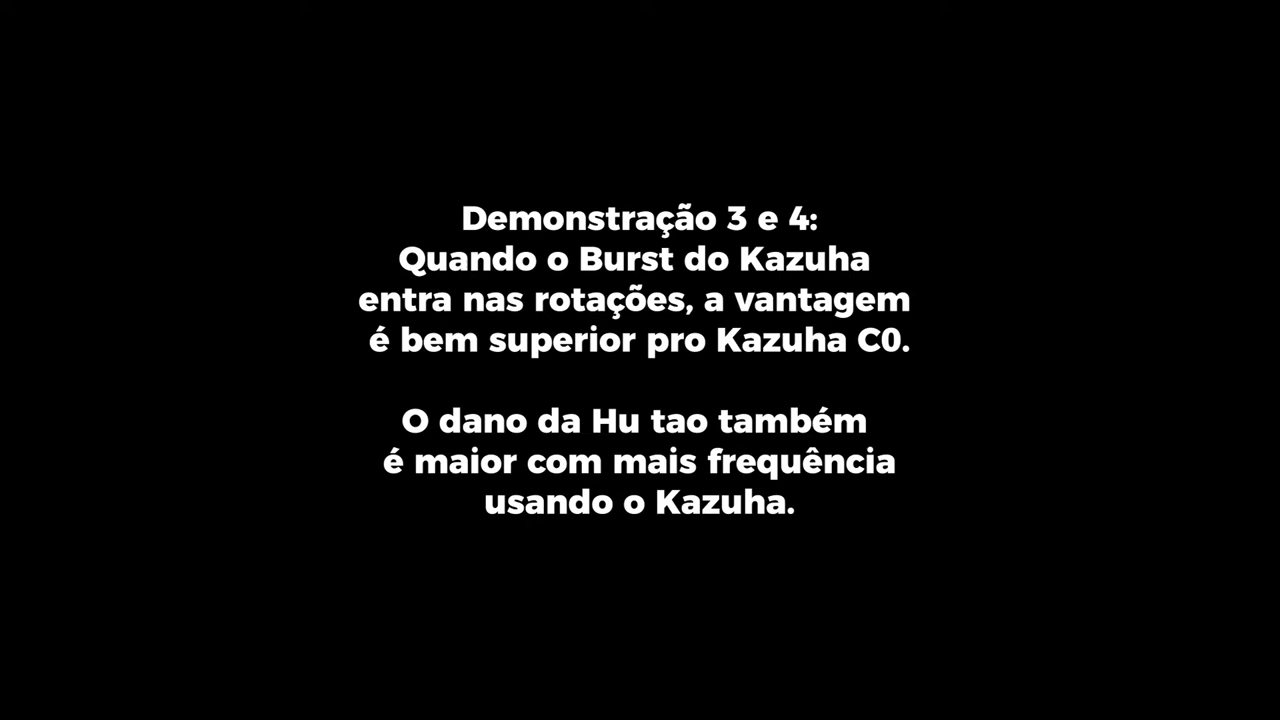 Demonstração 3 e 4:
Quando o Burst do Kazuha
entra nas rotações, a vantagem
é bem superior pro Kazuha C0.
O dano da Hu tao também
é maior com mais frequência
usando o Kazuha.